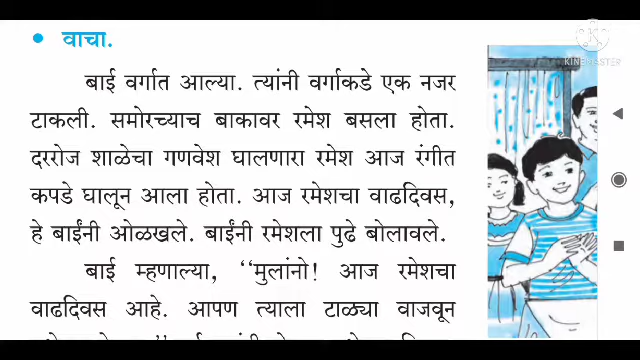 • वाचा.
बाई वर्गात आल्या. त्यांनी वर्गाकडे एक नजर
टाकली. समोरच्याच बाकावर रमेश बसला होता.
दररोज शाळेचा गणवेश घालणारा रमेश आज रंगीत
कपडे घालून आला होता. आज रमेशचा वाढदिवस,
हे बाईंनी ओळखले. बाईंनी रमेशला पुढे बोलावले.
बाई म्हणाल्या, ‘‘मुलांनो! आज रमेशचा
वाढदिवस आहे. आपण त्याला टाळ्या वाजवून
KINEMASTER